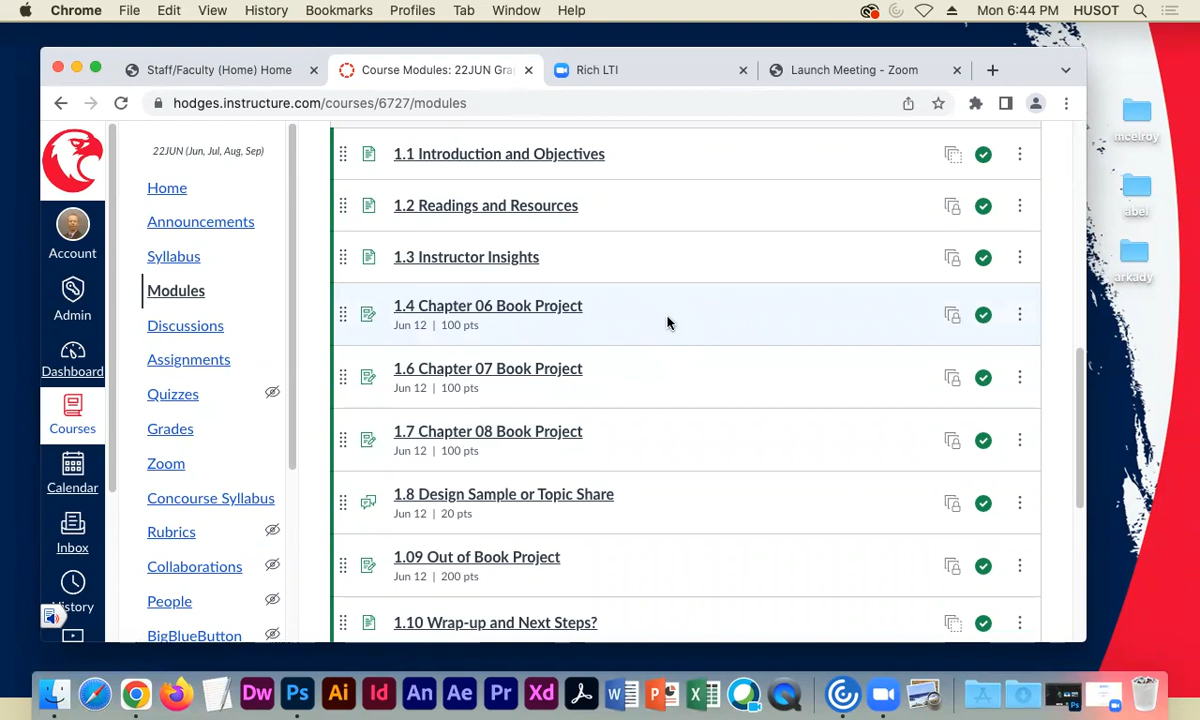 Chrome File Edit View History Bookmarks Profiles Tab Window Help Mon 6:44 PM HUSOT
Staff/Faculty (Home) Home
Course Modules: 22JUN Gra
Rich LTI
Launch Meeting - Zoom
hodges.instructure.com/courses/6727/modules
mcelroy
abel
arkady
Account
Admin
Dashboard
Courses
Calendar
Inbox
History
22JUN (Jun, Jul, Aug, Sep)
Home
Announcements
Syllabus
Modules
Discussions
Assignments
Quizzes
Grades
Zoom
Concourse Syllabus
Rubrics
Collaborations
People
BigBlueButton
1.1 Introduction and Objectives
1.2 Readings and Resources
1.3 Instructor Insights
1.4 Chapter 06 Book Project
Jun 12 | 100 pts
1.6 Chapter 07 Book Project
Jun 12 | 100 pts
1.7 Chapter 08 Book Project
Jun 12 | 100 pts
1.8 Design Sample or Topic Share
Jun 12 | 20 pts
1.09 Out of Book Project
Jun 12 | 200 pts
1.10 Wrap-up and Next Steps?
Dw Ps Ai Id An Ae Pr Xd W P X